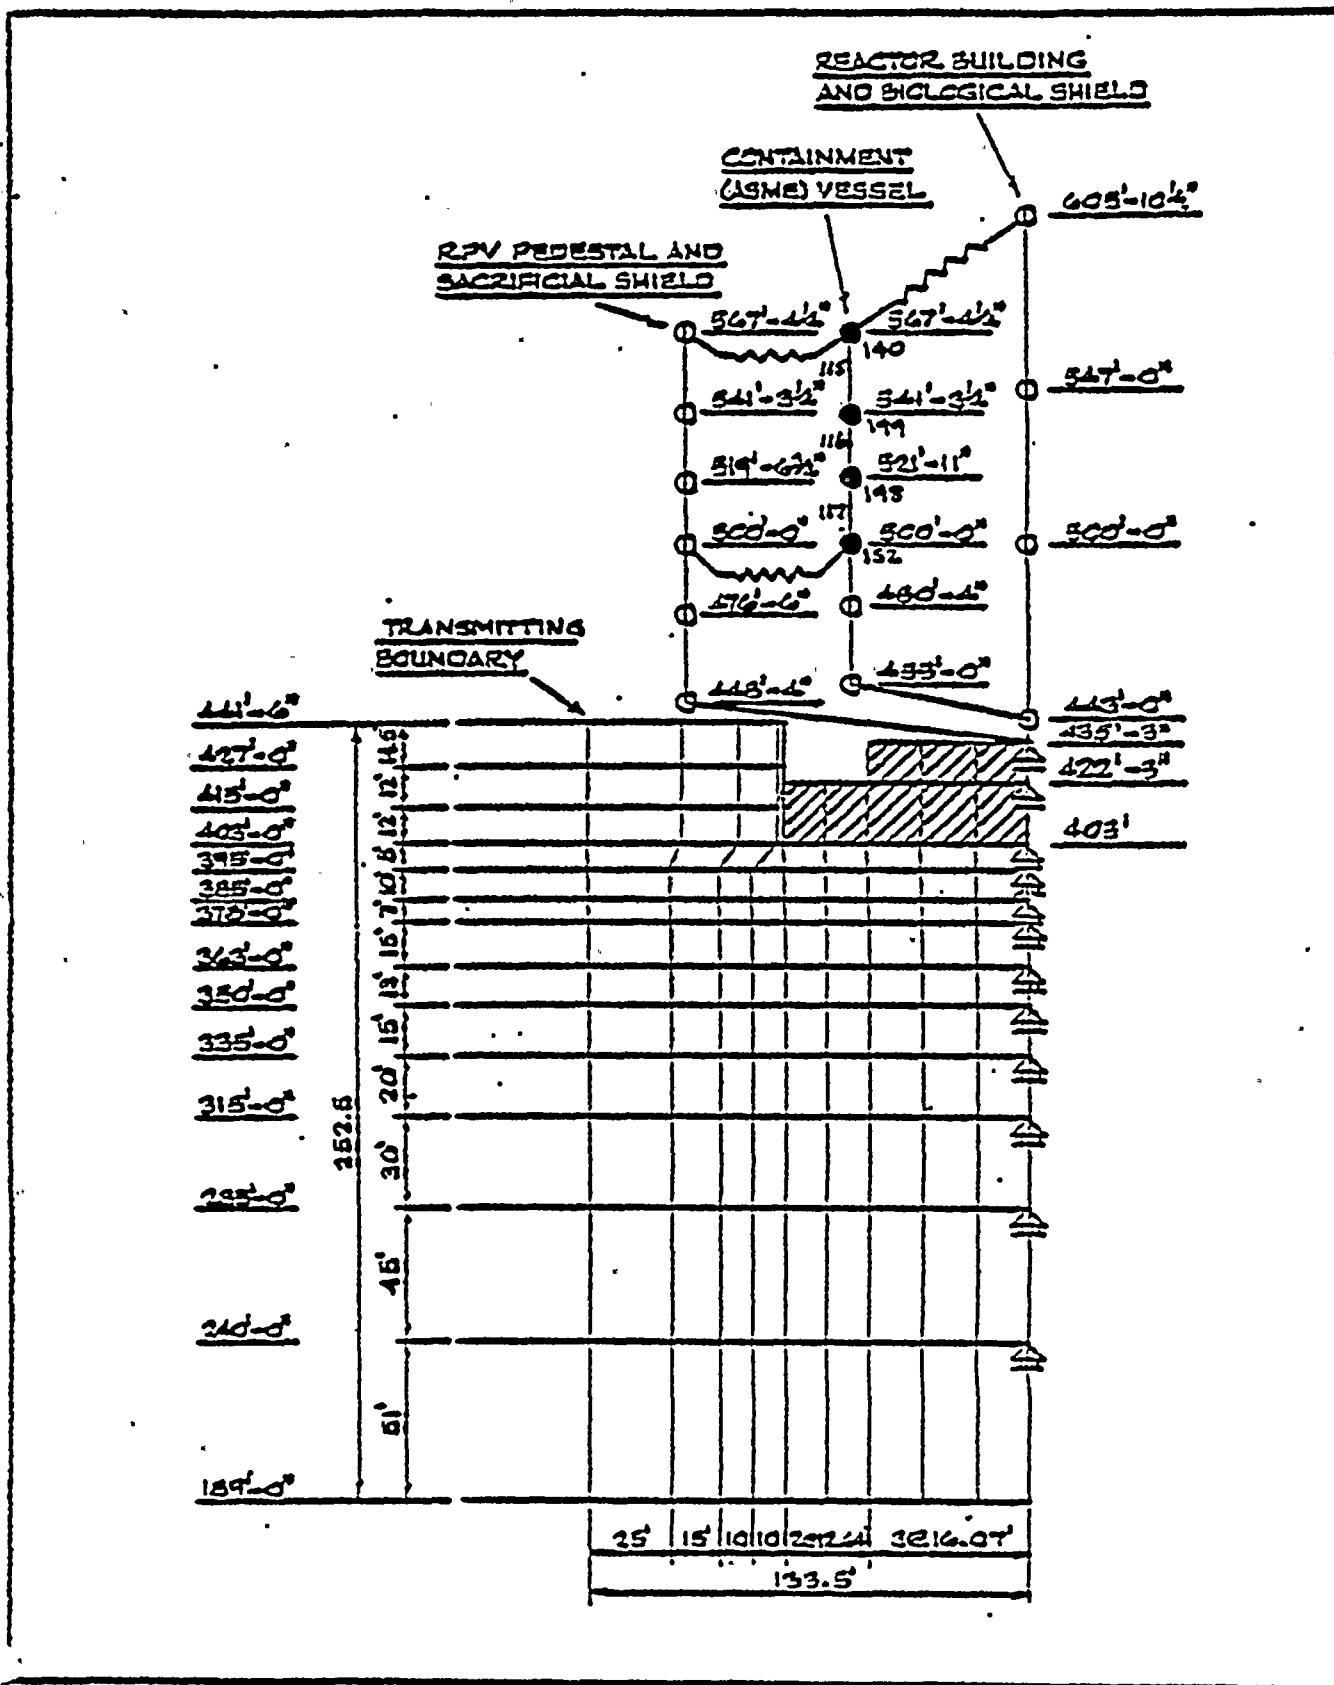 REACTOR BUILDING
AND BIOLOGICAL SHIELD
CONTAINMENT
(ASME) VESSEL
605'-10¼"
RPV PEDESTAL AND
SACRIFICIAL SHIELD
567'-4½" 567'-4½"
140
115
547'-0"
541'-3½" 541'-3½"
116
521'-11"
117
500'-0" 500'-0" 500'-0"
152
476'-6" 480'-4"
TRANSMITTING
BOUNDARY
448'-4"
441'-6" 443'-0"
435'-3"
427'-0" 14.5' 422'-3"
415'-0" 12'
403'-0" 12' 403'
395'-0" 8'
385'-0" 10'
378'-0" 7'
363'-0" 15'
350'-0" 13'
335'-0" 15'
315'-0" 20'
252.5 30'
45'
240'-0"
51'
189'-0"
25' 15' 10 10 3@16.07'
133.5'